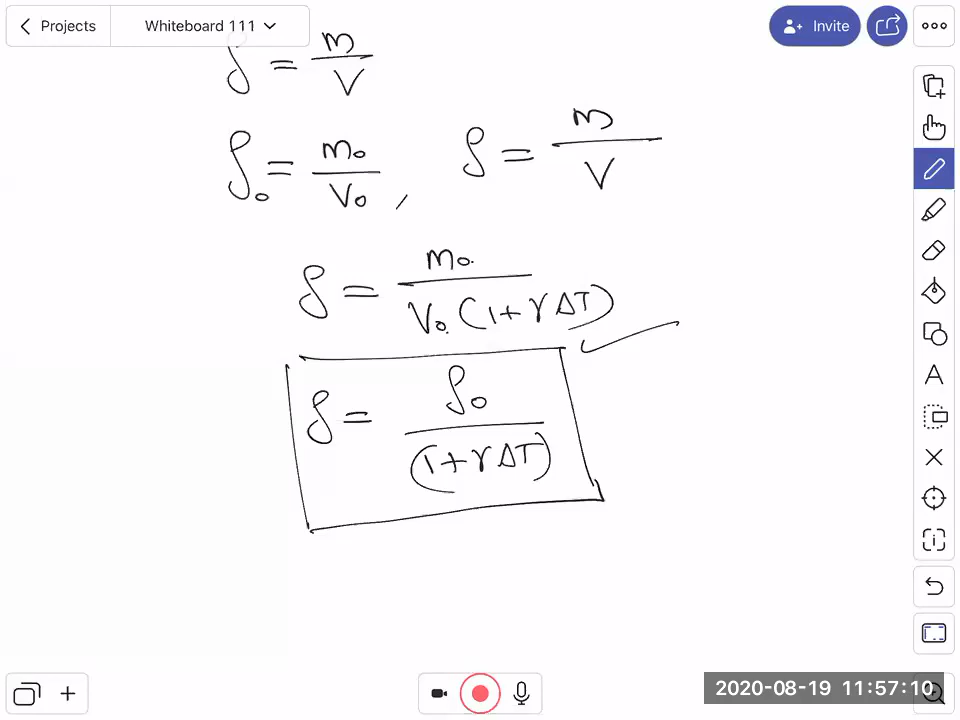 Projects Whiteboard 111 Invite
ρ = m/V
ρ₀ = m₀/V₀ , ρ = m/V
ρ = m₀/V₀(1+γΔT)
ρ = ρ₀/(1+γΔT)
2020-08-19 11:57:10